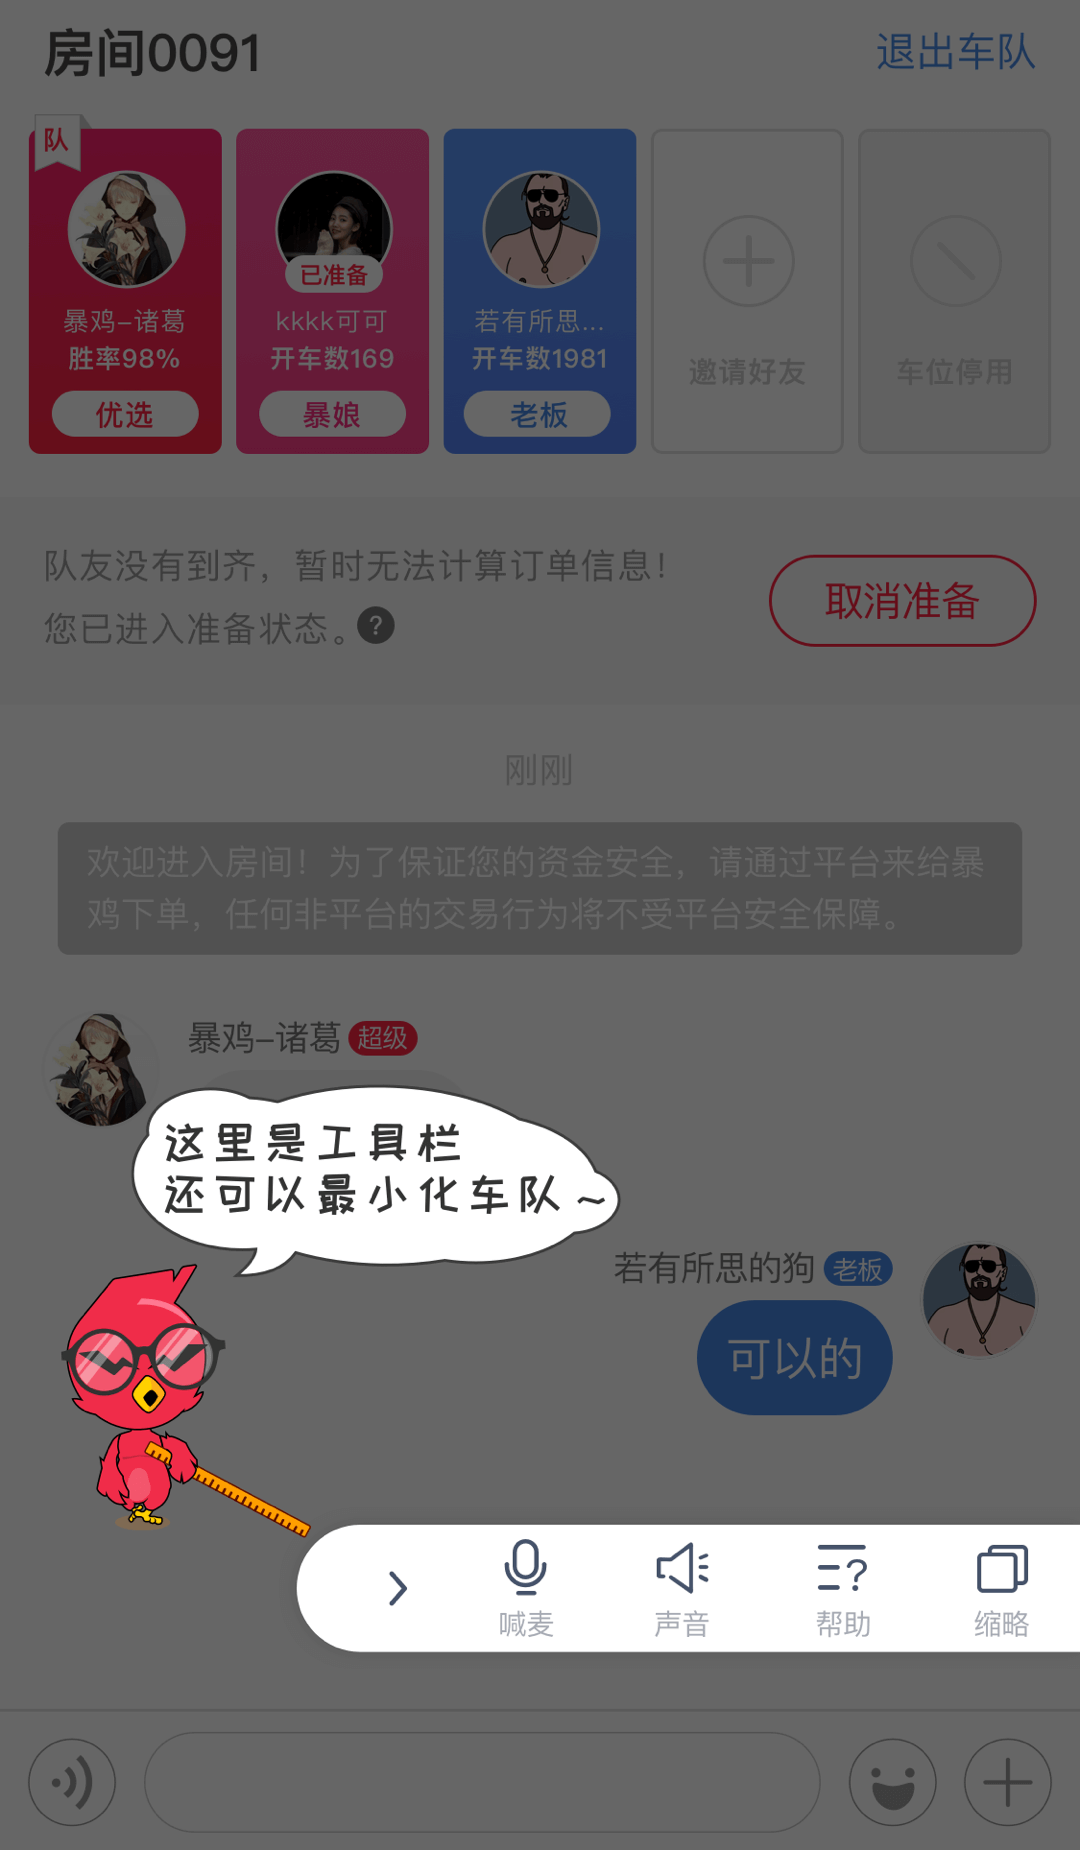 房间0091
退出车队
队
已准备
暴鸡-诸葛
kkkk可可
若有所思...
胜率98%
开车数169
开车数1981
邀请好友
车位停用
优选
暴娘
老板
队友没有到齐，暂时无法计算订单信息！
您已进入准备状态。?
取消准备
刚刚
欢迎进入房间！为了保证您的资金安全，请通过平台来给暴
鸡下单，任何非平台的交易行为将不受平台安全保障。
暴鸡-诸葛 超级
这里是工具栏
还可以最小化车队～
若有所思的狗 老板
可以的
喊麦
声音
帮助
缩略